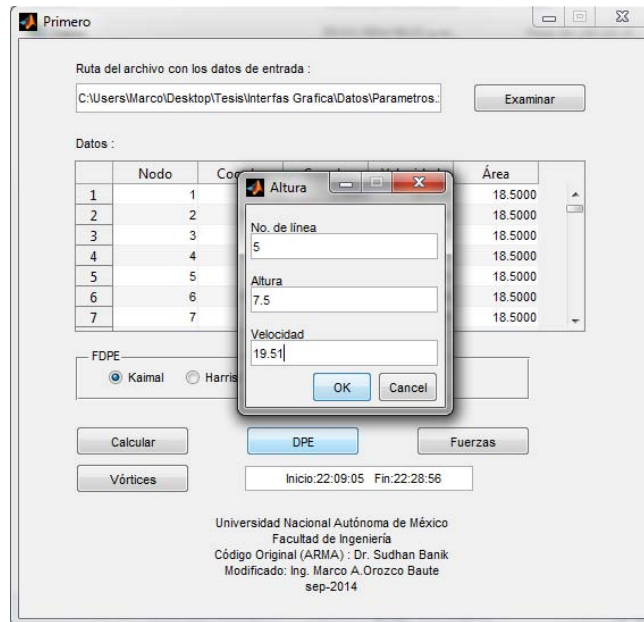 Primero
Ruta del archivo con los datos de entrada :
C:\Users\Marco\Desktop\Tesis\Interfas Grafica\Datos\Parametros.
Examinar
Datos :
Nodo Área
1 1 18.5000
2 2 18.5000
3 3 18.5000
4 4 18.5000
5 5 18.5000
6 6 18.5000
7 7 18.5000
Altura
No. de línea
5
Altura
7.5
Velocidad
19.51
OK Cancel
FDPE
Kaimal Harris
Calcular DPE Fuerzas
Vórtices Inicio:22:09:05 Fin:22:28:56
Universidad Nacional Autónoma de México
Facultad de Ingeniería
Código Original (ARMA) : Dr. Sudhan Banik
Modificado: Ing. Marco A.Orozco Baute
sep-2014